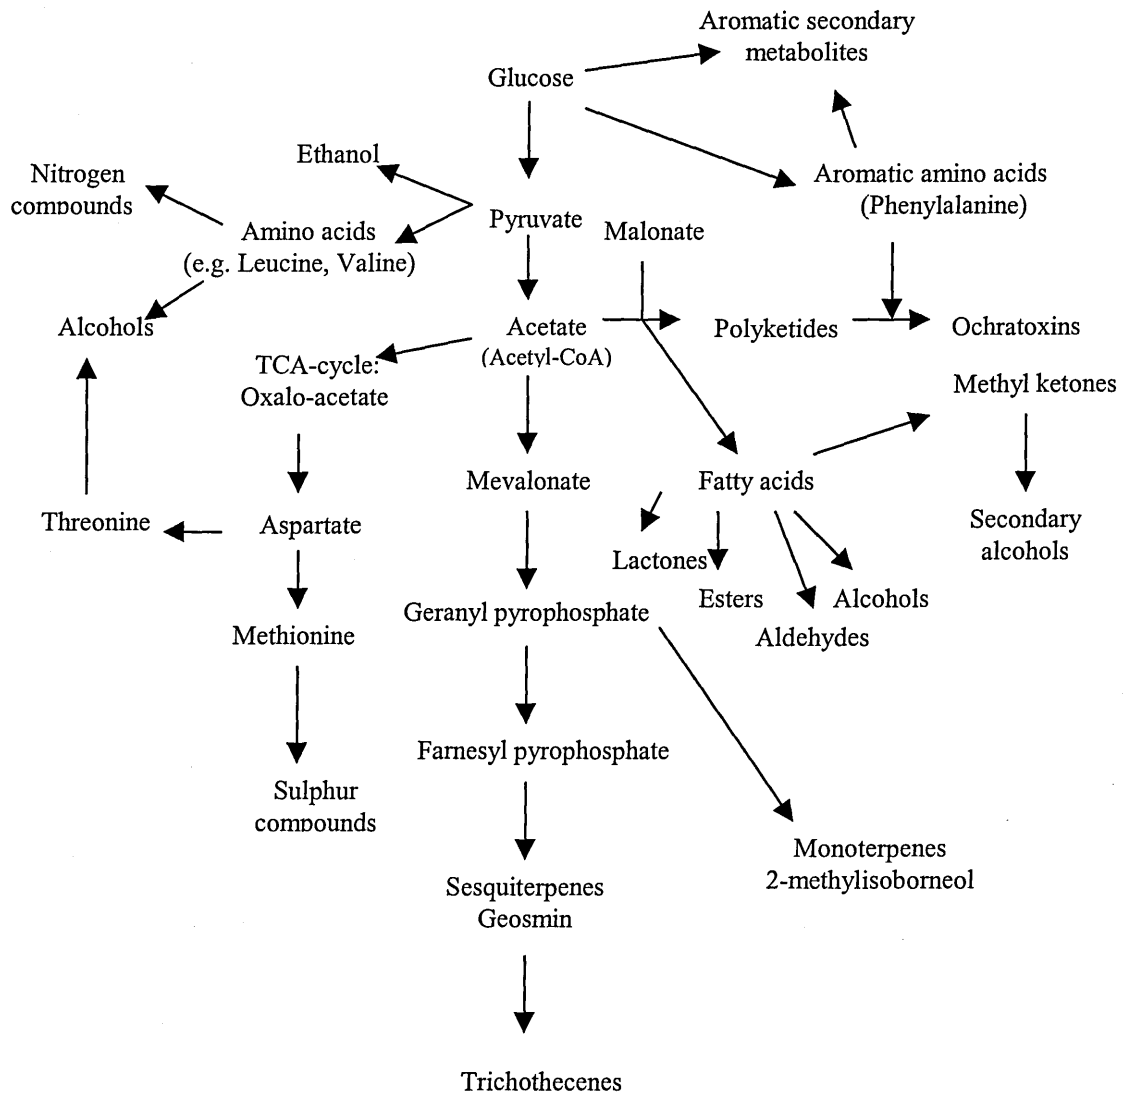 Aromatic secondary
metabolites
Glucose
Ethanol
Nitrogen
compounds
Aromatic amino acids
(Phenylalanine)
Pyruvate
Malonate
Amino acids
(e.g. Leucine, Valine)
Alcohols
Acetate
(Acetyl-CoA)
Polyketides
Ochratoxins
TCA-cycle:
Oxalo-acetate
Methyl ketones
Mevalonate
Fatty acids
Threonine
Aspartate
Secondary
alcohols
Lactones
Esters
Alcohols
Aldehydes
Geranyl pyrophosphate
Methionine
Farnesyl pyrophosphate
Sulphur
compounds
Monoterpenes
2-methylisoborneol
Sesquiterpenes
Geosmin
Trichothecenes